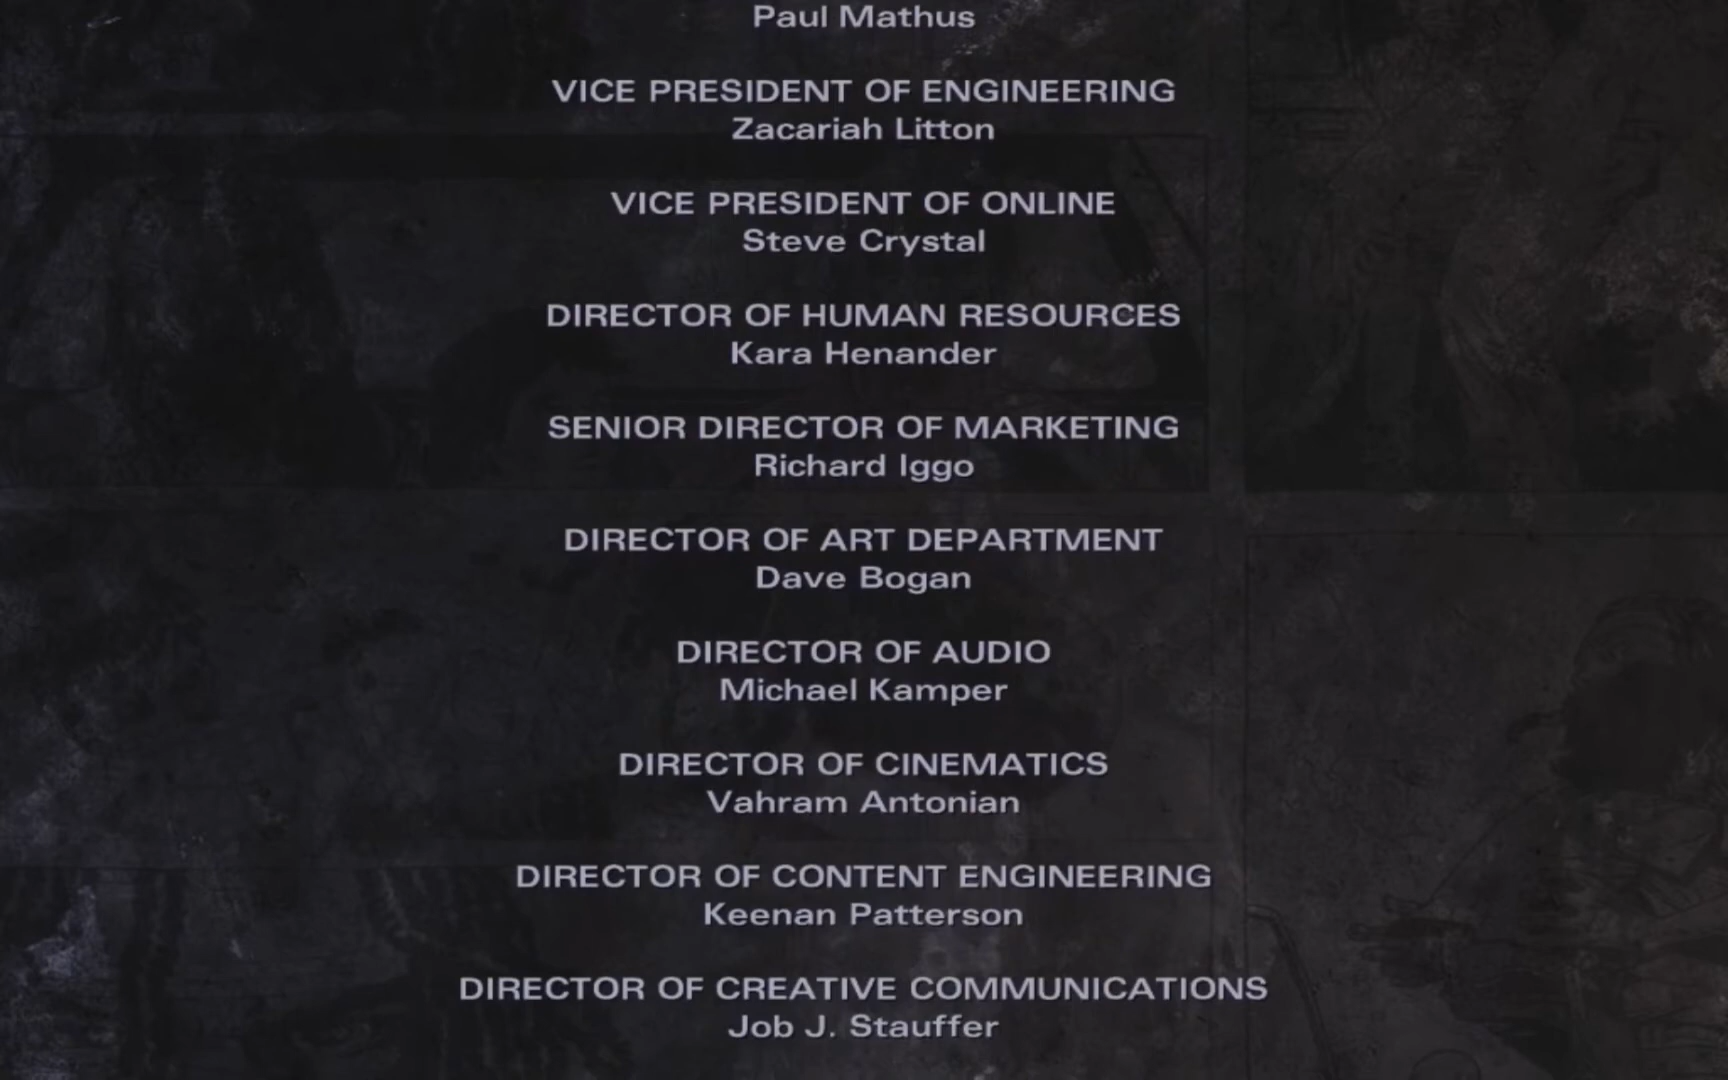 Paul Mathus
VICE PRESIDENT OF ENGINEERING
Zacariah Litton
VICE PRESIDENT OF ONLINE
Steve Crystal
DIRECTOR OF HUMAN RESOURCES
Kara Henander
SENIOR DIRECTOR OF MARKETING
Richard Iggo
DIRECTOR OF ART DEPARTMENT
Dave Bogan
DIRECTOR OF AUDIO
Michael Kamper
DIRECTOR OF CINEMATICS
Vahram Antonian
DIRECTOR OF CONTENT ENGINEERING
Keenan Patterson
DIRECTOR OF CREATIVE COMMUNICATIONS
Job J. Stauffer